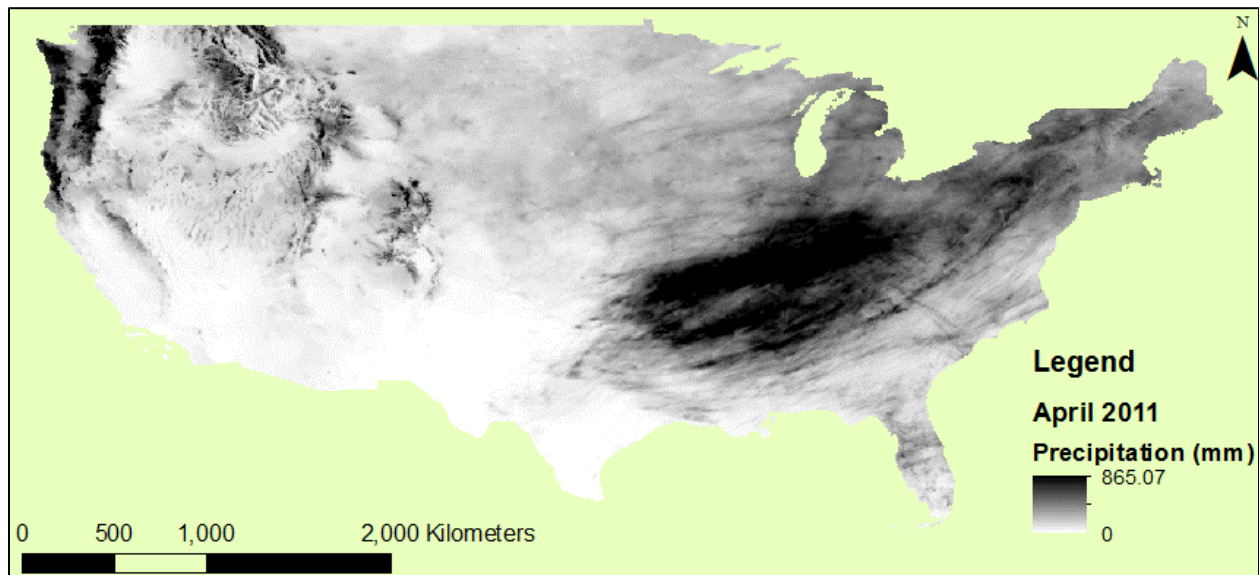 N
Legend
April 2011
Precipitation (mm)
865.07
0
0 500 1,000 2,000 Kilometers